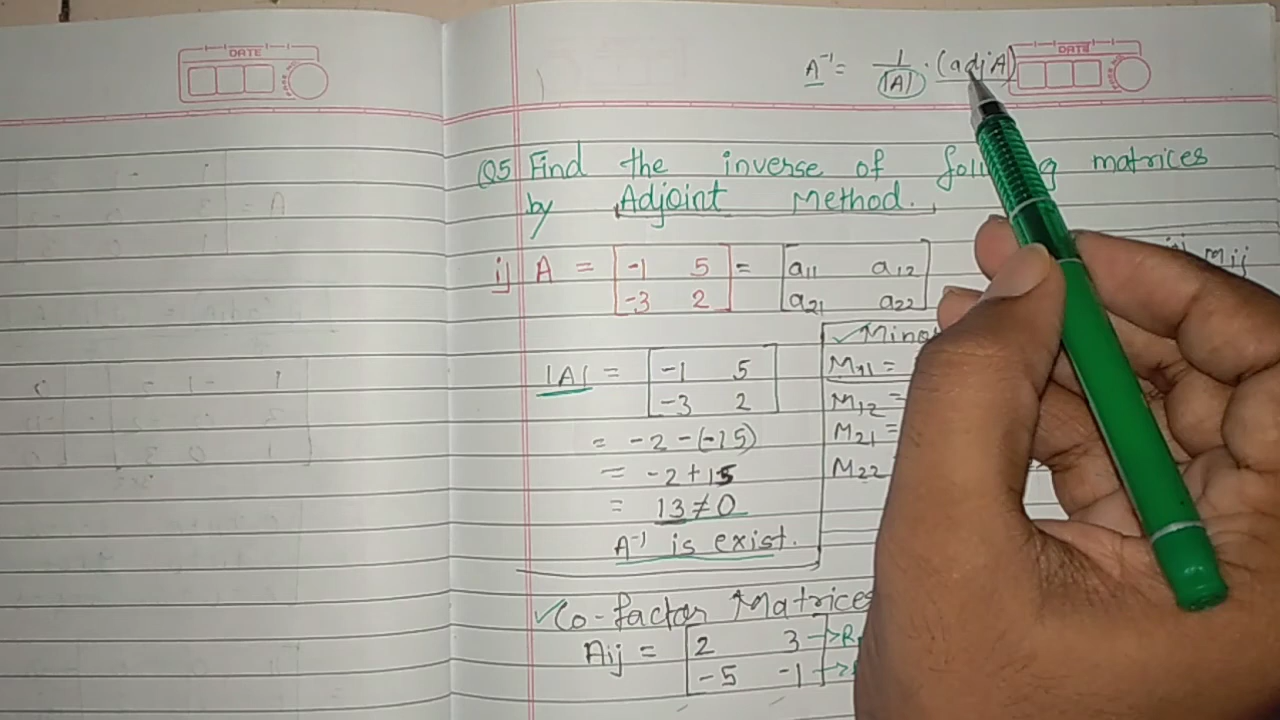 DATE
DATE
A⁻¹ = 1/|A| · (adj A)
Q5 Find the inverse of matrices
by Adjoint Method.
i) A = [-1 5] = [a11 a12]
[-3 2] [a21 a22]
Mij
|A| = |-1 5|
|-3 2|
= -2 - (-15)
= -2 + 15
= 13 ≠ 0
A⁻¹ is exist.
✓ Mino
M11 =
M12 =
M21 =
M22
✓ Co-factor Matrices
Aij = [2 3] → R
[-5 -1] →